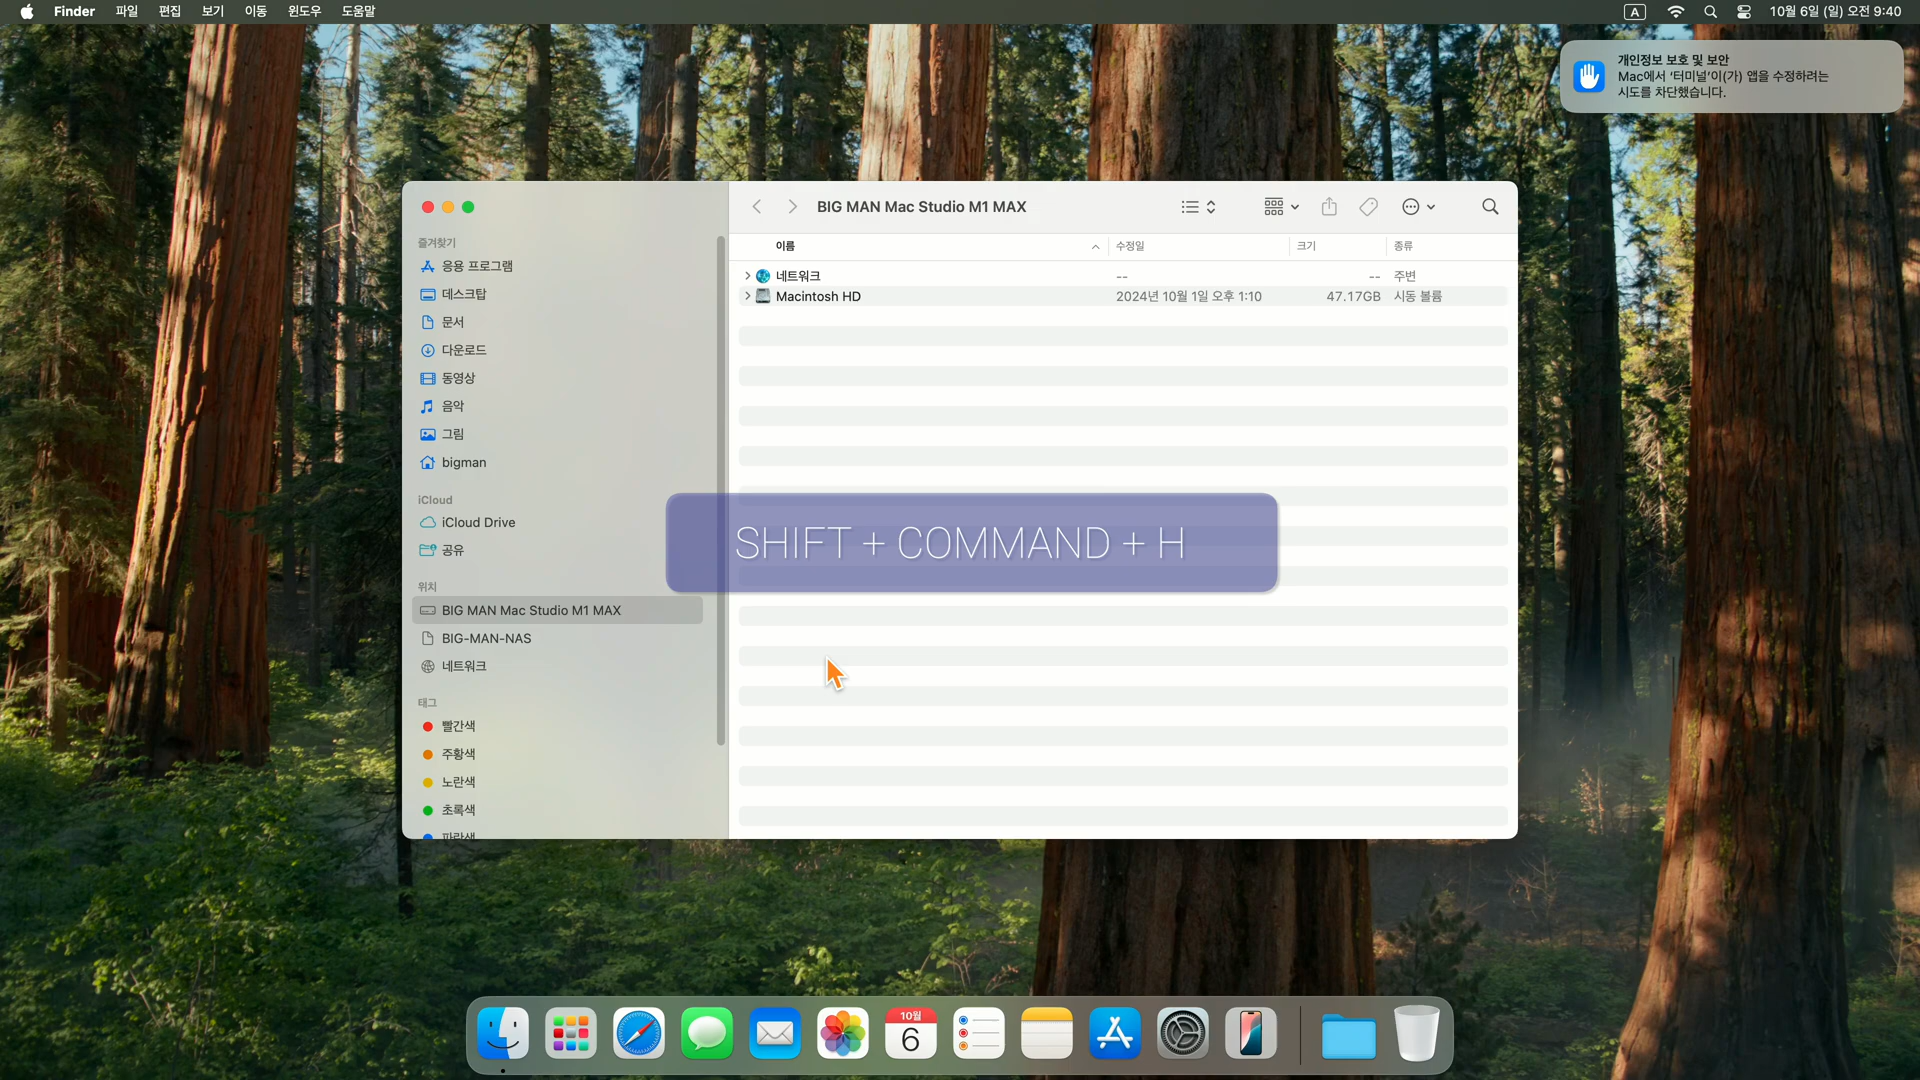 Finder 파일 편집 보기 이동 윈도우 도움말
A 10월 6일 (일) 오전 9:40
개인정보 보호 및 보안
Mac에서 ‘터미널’이(가) 앱을 수정하려는
시도를 차단했습니다.
BIG MAN Mac Studio M1 MAX
즐겨찾기
응용 프로그램
데스크탑
문서
다운로드
동영상
음악
그림
bigman
iCloud
iCloud Drive
공유
위치
BIG MAN Mac Studio M1 MAX
BIG-MAN-NAS
네트워크
태그
빨간색
주황색
노란색
초록색
파란색
이름 수정일 크기 종류
네트워크 -- -- 주변
Macintosh HD 2024년 10월 1일 오후 1:10 47.17GB 시동 볼륨
SHIFT + COMMAND + H
10월
6